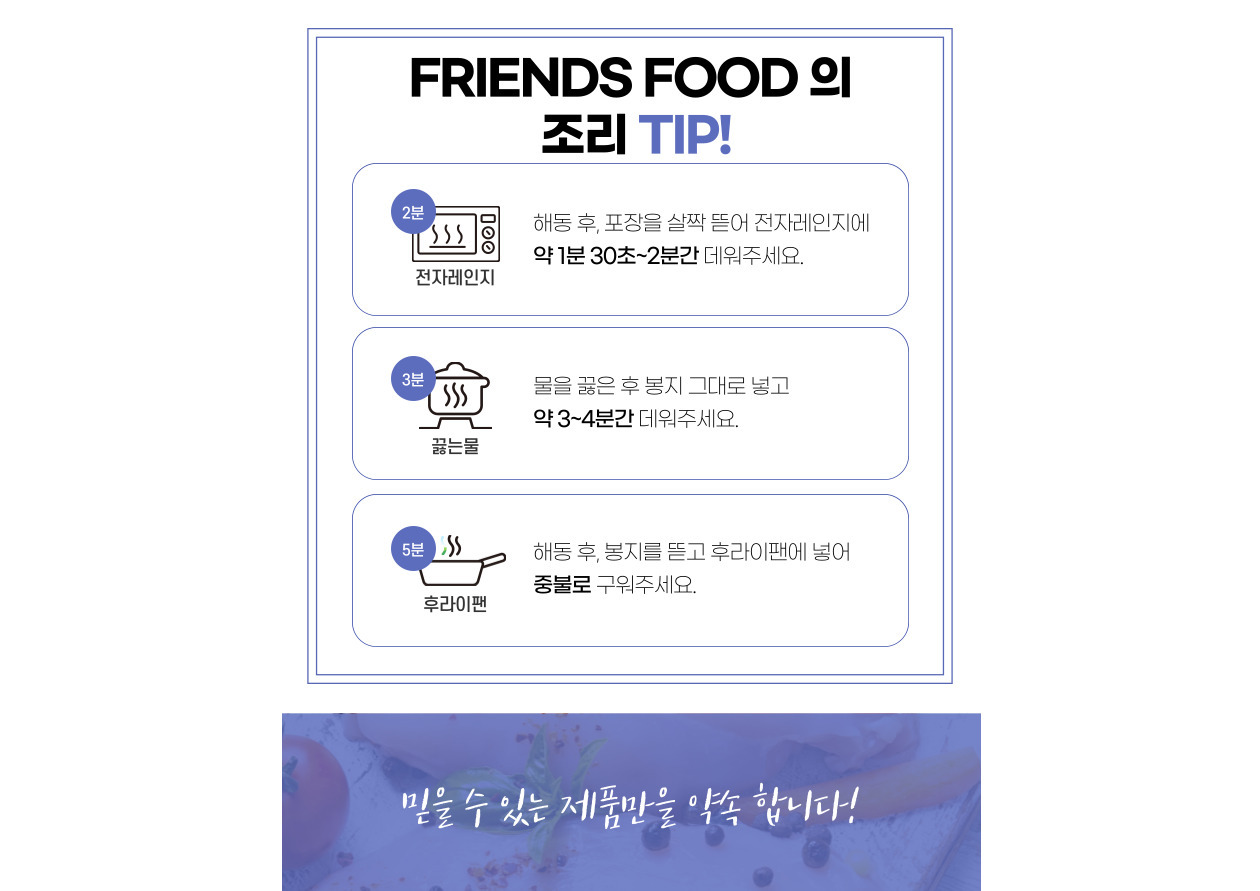 FRIENDS FOOD 의
조리 TIP!
2분
전자레인지
해동 후, 포장을 살짝 뜯어 전자레인지에
약 1분 30초~2분간 데워주세요.
3분
끓는물
물을 끓은 후 봉지 그대로 넣고
약 3~4분간 데워주세요.
5분
후라이팬
해동 후, 봉지를 뜯고 후라이팬에 넣어
중불로 구워주세요.
믿을 수 있는 제품만을 약속 합니다!